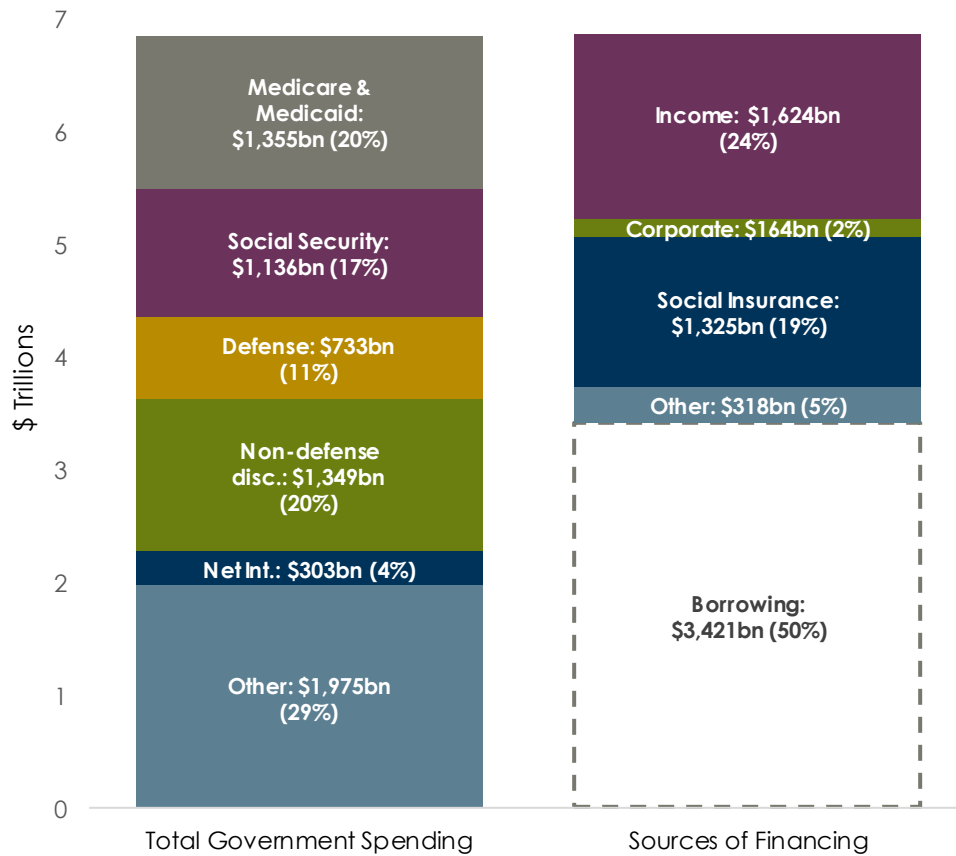 7
6
5
4
3
2
1
0
$ Trillions
Medicare &
Medicaid:
$1,355bn (20%)
Social Security:
$1,136bn (17%)
Defense: $733bn
(11%)
Non-defense
disc.: $1,349bn
(20%)
Net Int.: $303bn (4%)
Other: $1,975bn
(29%)
Income: $1,624bn
(24%)
Corporate: $164bn (2%)
Social Insurance:
$1,325bn (19%)
Other: $318bn (5%)
Borrowing:
$3,421bn (50%)
Total Government Spending
Sources of Financing